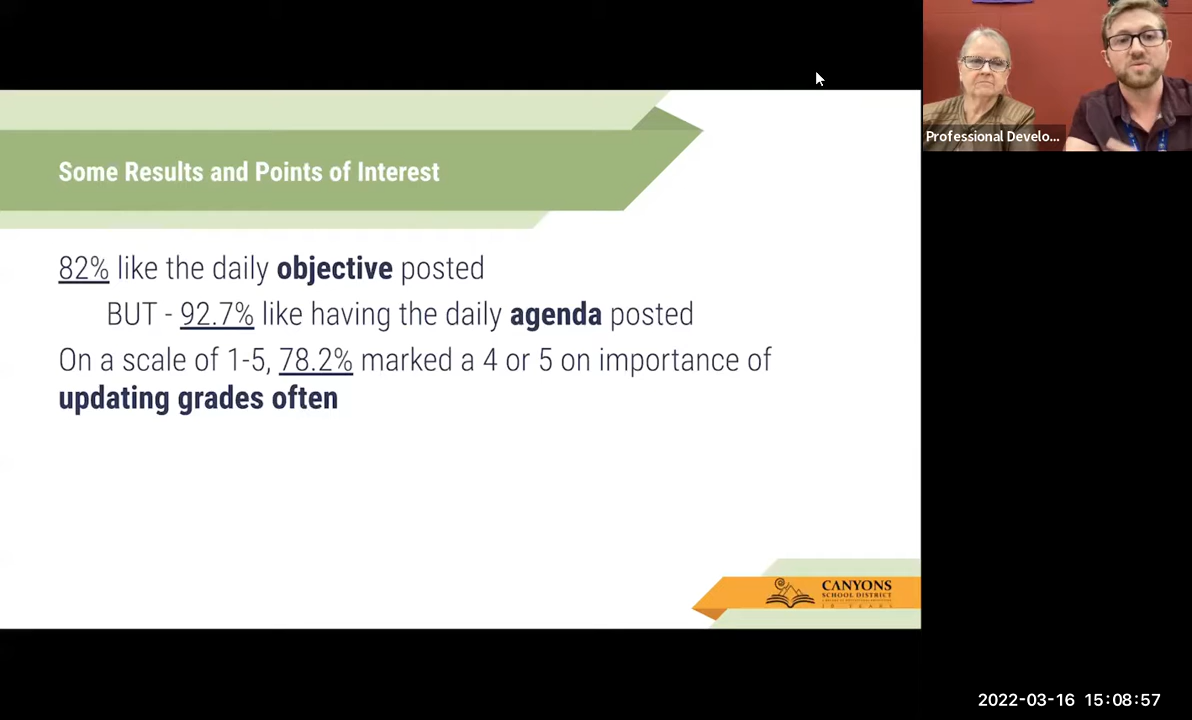 Professional Develo...
Some Results and Points of Interest
82% like the daily objective posted
BUT - 92.7% like having the daily agenda posted
On a scale of 1-5, 78.2% marked a 4 or 5 on importance of
updating grades often
CANYONS
SCHOOL DISTRICT
2022-03-16 15:08:57